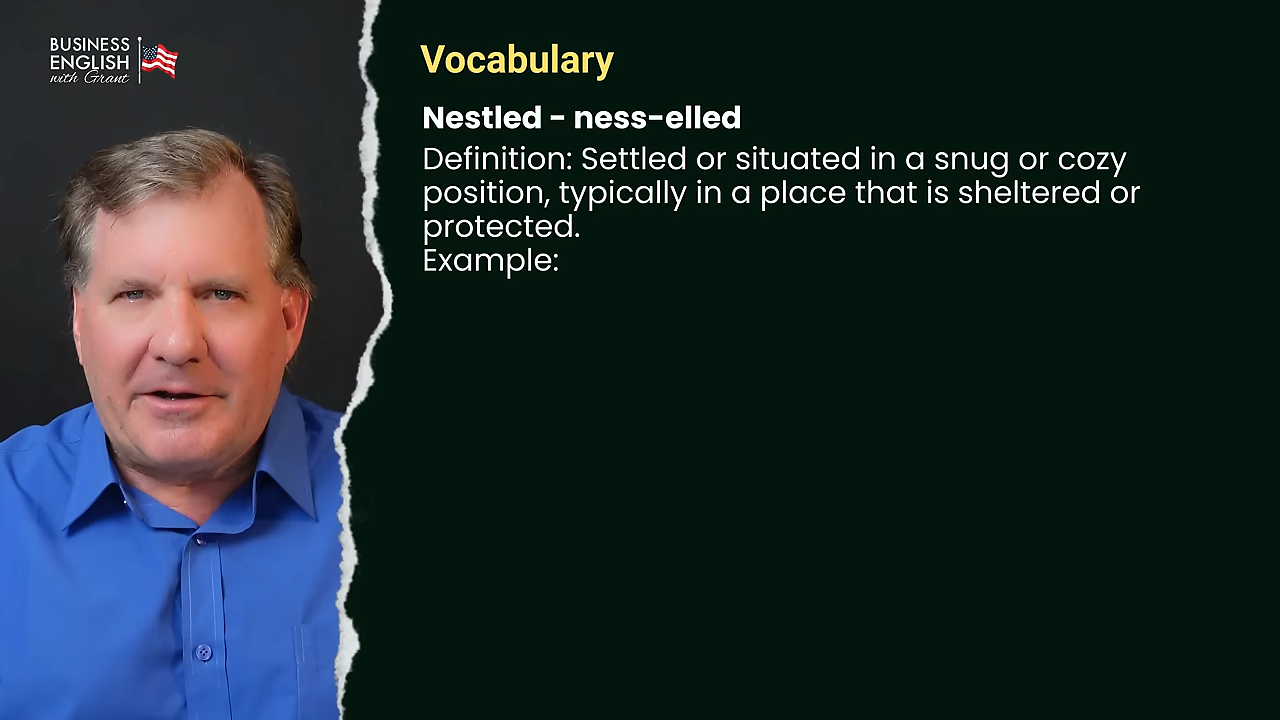 BUSINESS
ENGLISH
with Grant
Vocabulary
Nestled - ness-elled
Definition: Settled or situated in a snug or cozy
position, typically in a place that is sheltered or
protected.
Example: